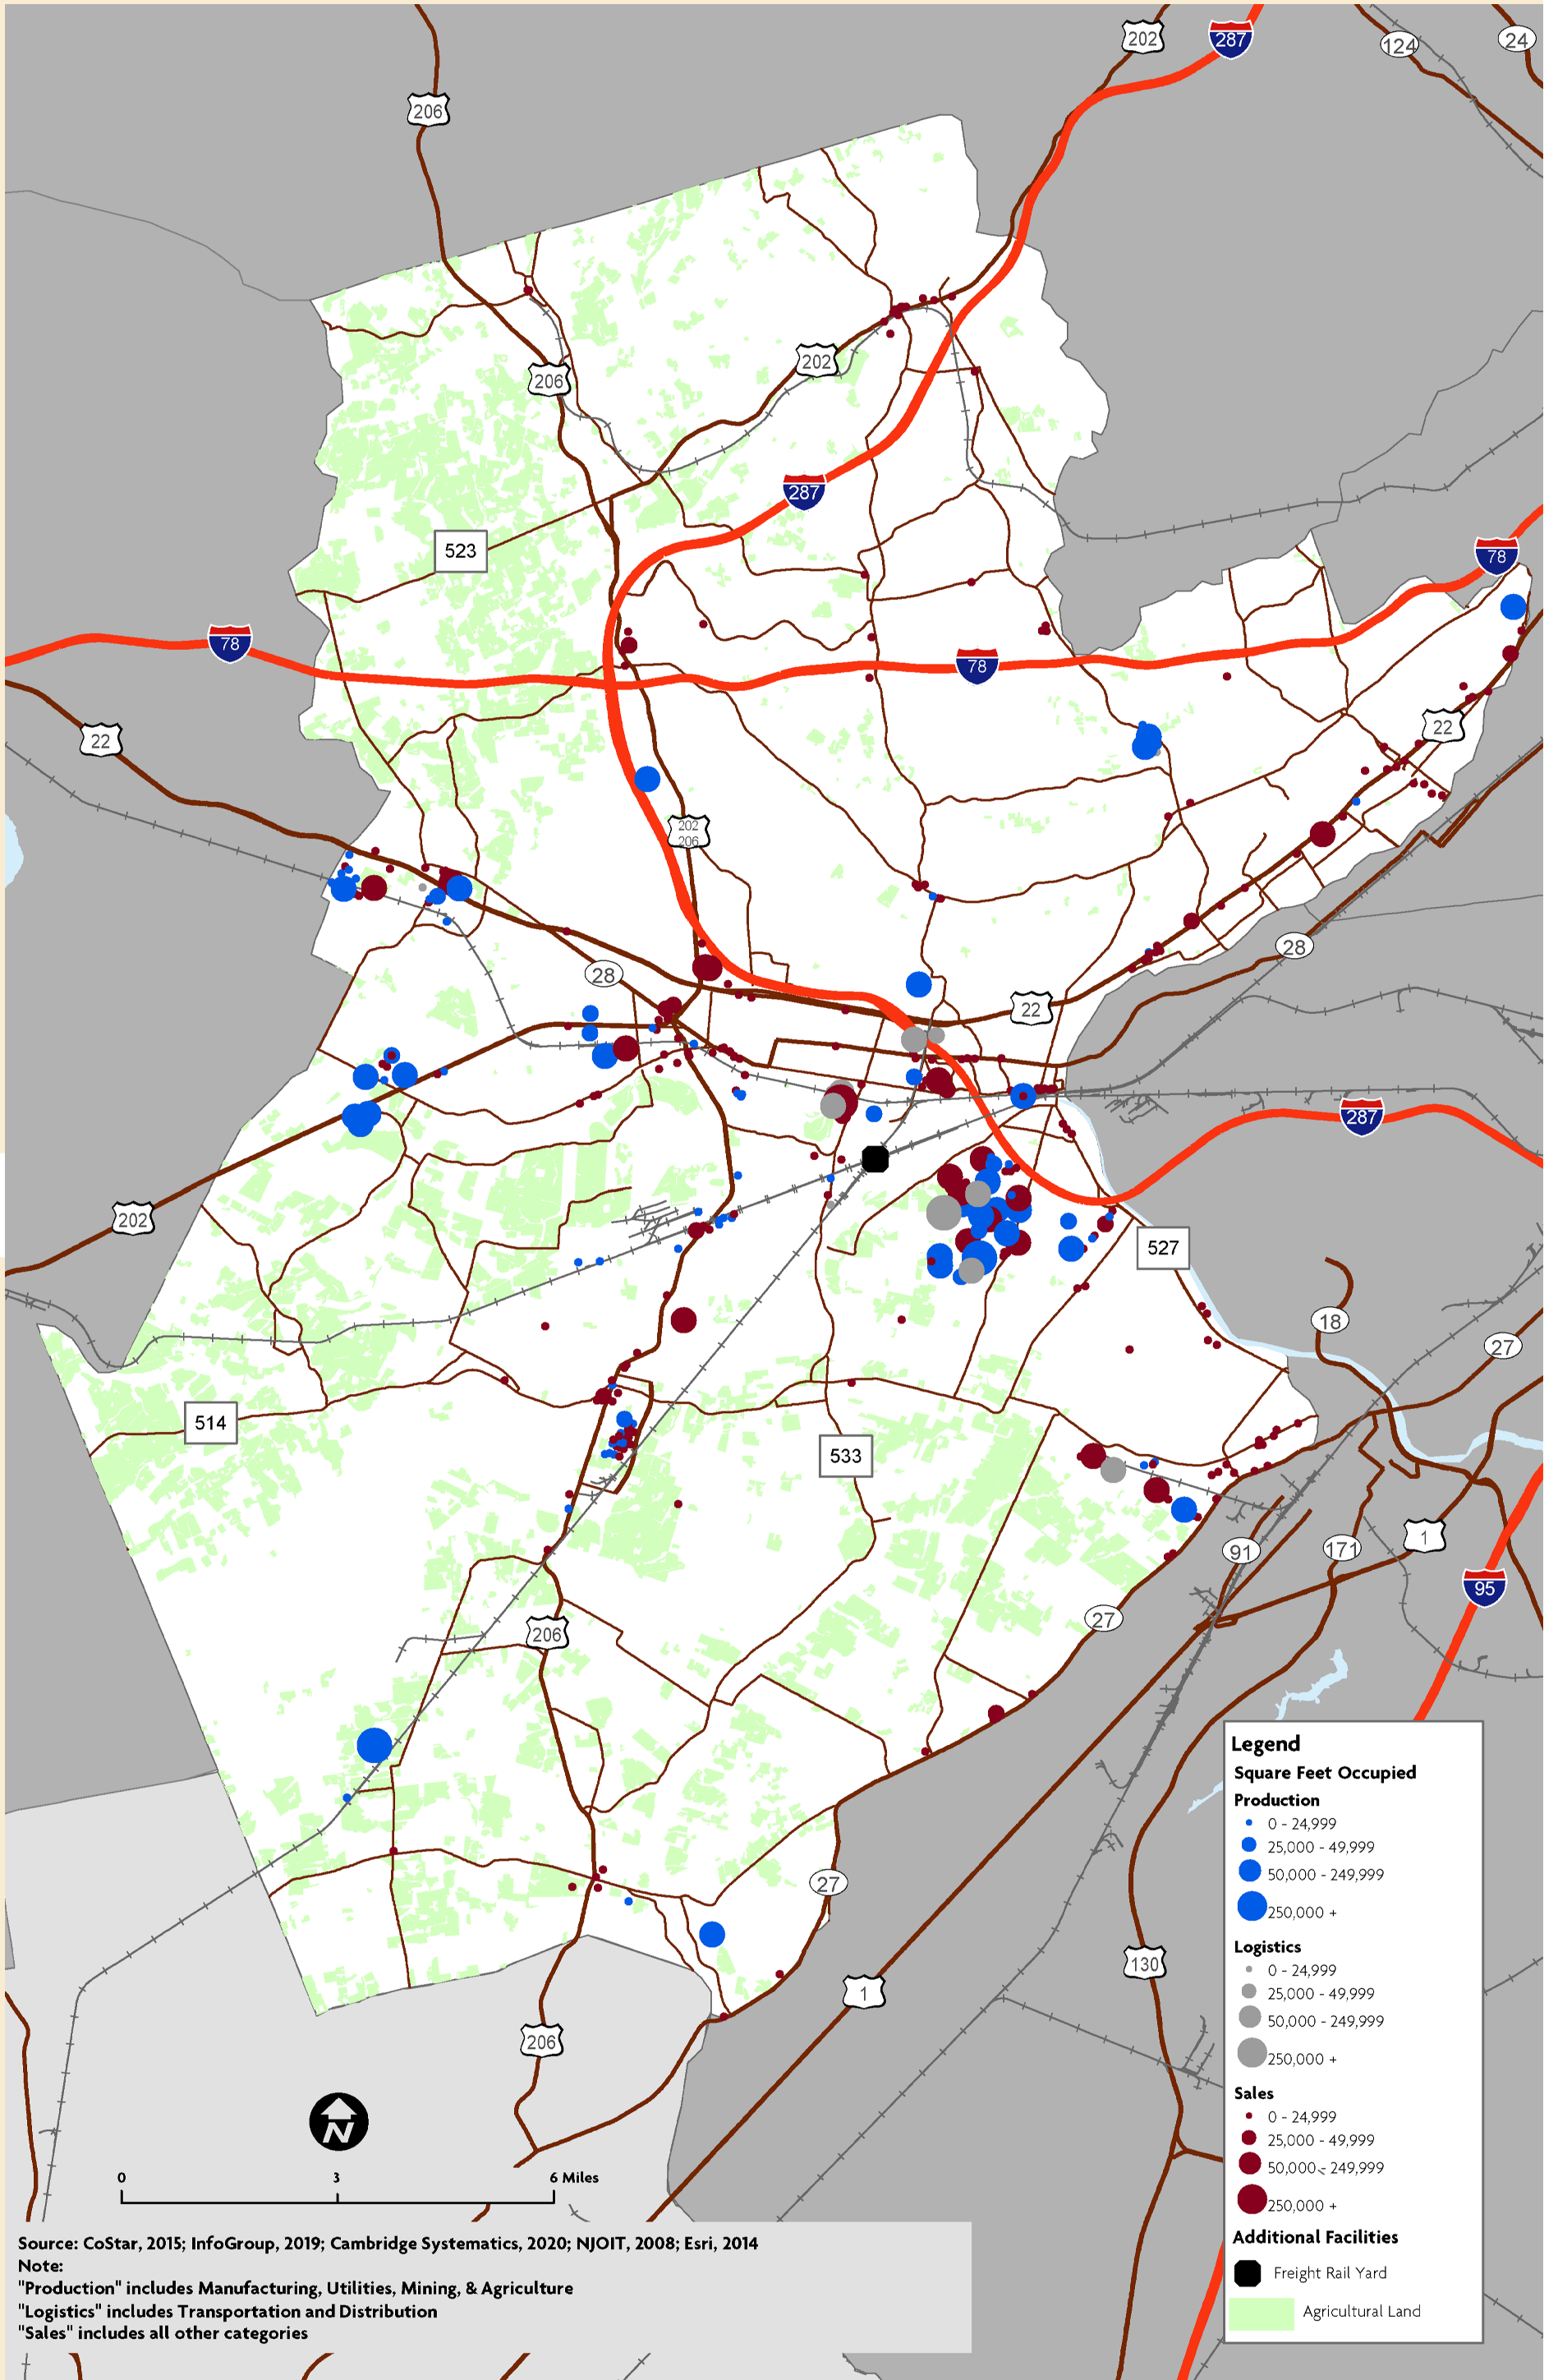 202
287
124
24
206
202
206
287
523
78
78
78
22
22
202
206
28
28
22
287
202
527
18
27
514
533
91
171
1
95
27
206
27
130
1
206
N
0 3 6 Miles
Source: CoStar, 2015; InfoGroup, 2019; Cambridge Systematics, 2020; NJOIT, 2008; Esri, 2014
Note:
"Production" includes Manufacturing, Utilities, Mining, & Agriculture
"Logistics" includes Transportation and Distribution
"Sales" includes all other categories
Legend
Square Feet Occupied
Production
0 - 24,999
25,000 - 49,999
50,000 - 249,999
250,000 +
Logistics
0 - 24,999
25,000 - 49,999
50,000 - 249,999
250,000 +
Sales
0 - 24,999
25,000 - 49,999
50,000 - 249,999
250,000 +
Additional Facilities
Freight Rail Yard
Agricultural Land